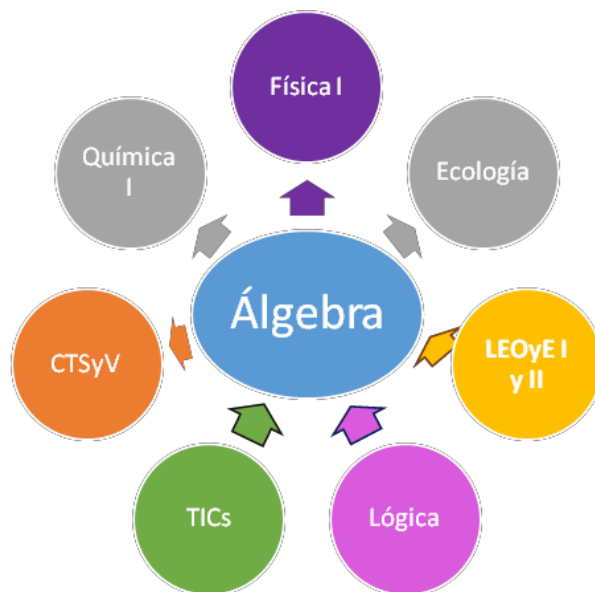 Física I
Química
I
Ecología
Álgebra
CTSyV
LEOyE I
y II
TICs
Lógica